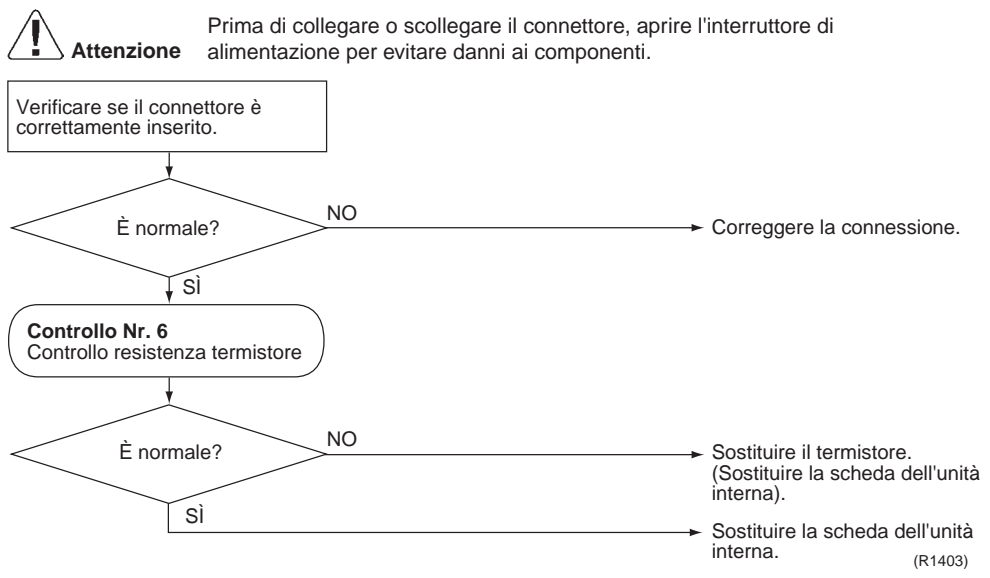 Attenzione
Prima di collegare o scollegare il connettore, aprire l'interruttore di
alimentazione per evitare danni ai componenti.
Verificare se il connettore è
correttamente inserito.
È normale?
NO
Correggere la connessione.
SÌ
Controllo Nr. 6
Controllo resistenza termistore
È normale?
NO
Sostituire il termistore.
(Sostituire la scheda dell'unità
interna).
SÌ
Sostituire la scheda dell'unità
interna.
(R1403)